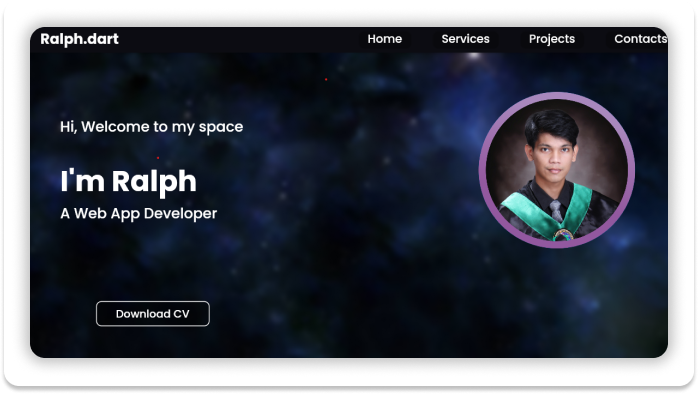 Ralph.dart
Home Services Projects Contacts
Hi, Welcome to my space
I'm Ralph
A Web App Developer
Download CV